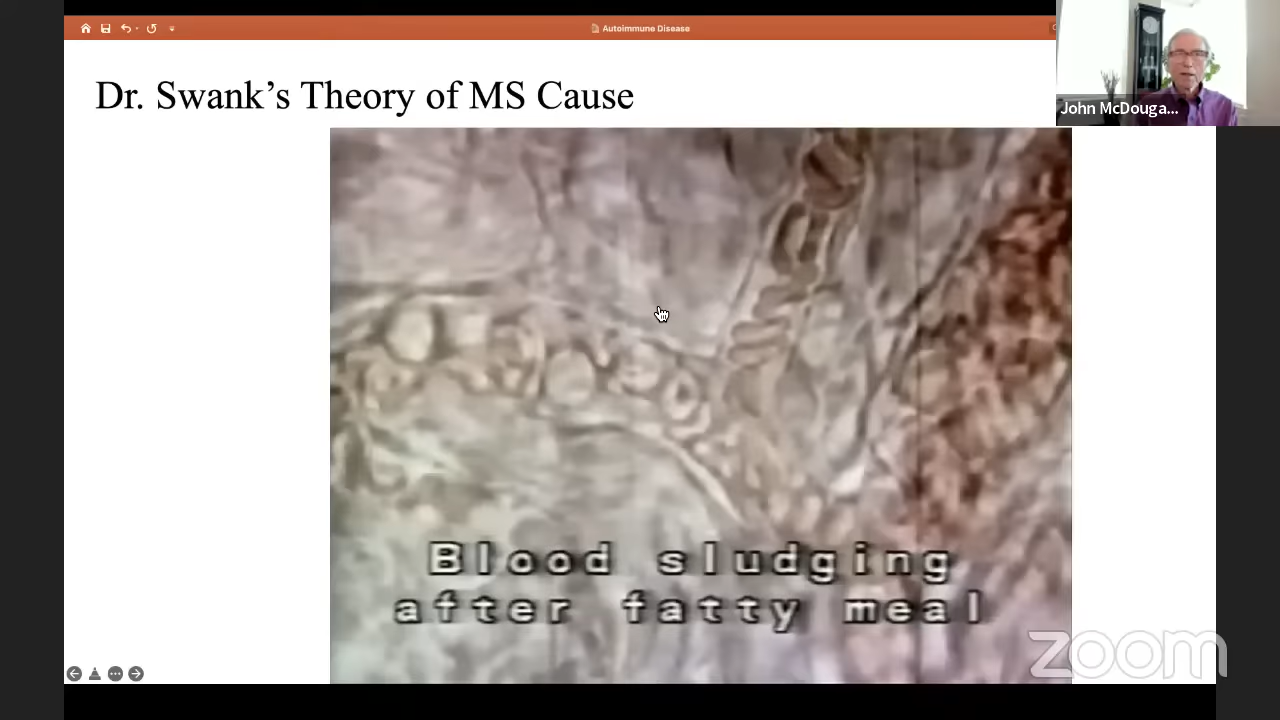 Autoimmune Disease
John McDouga...
Dr. Swank's Theory of MS Cause
Blood sludging
after fatty meal
zoom